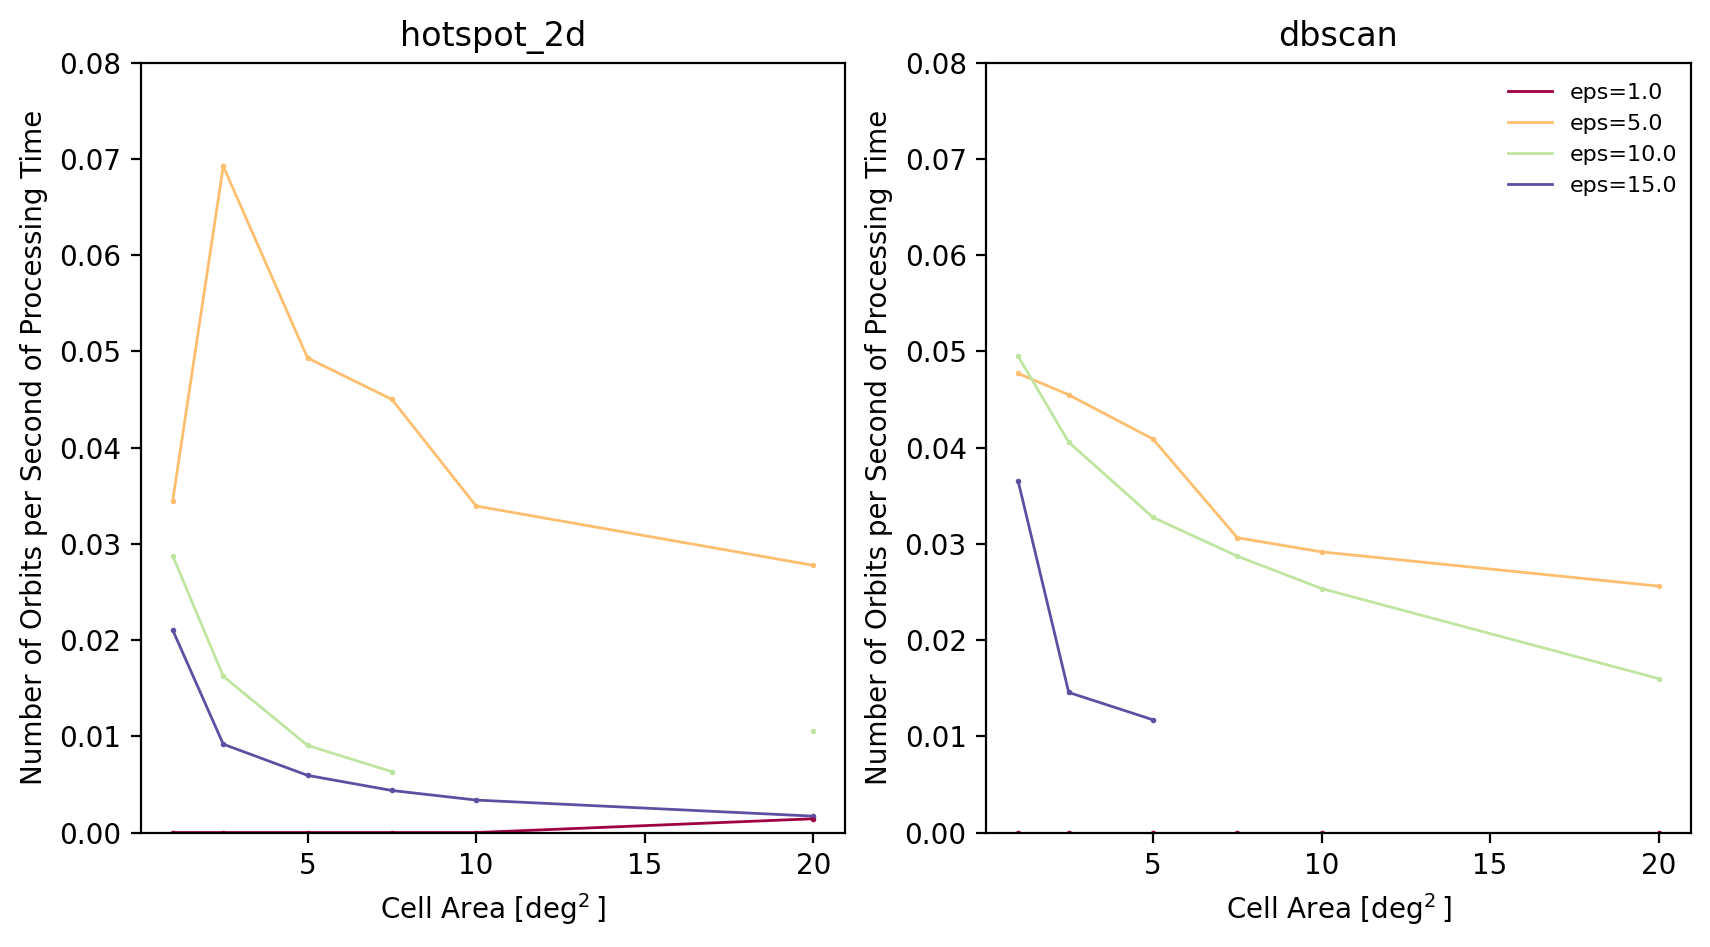 hotspot_2d
Number of Orbits per Second of Processing Time
0.08
0.07
0.06
0.05
0.04
0.03
0.02
0.01
0.00
5
10
15
20
Cell Area [deg²]
dbscan
Number of Orbits per Second of Processing Time
0.08
0.07
0.06
0.05
0.04
0.03
0.02
0.01
0.00
eps=1.0
eps=5.0
eps=10.0
eps=15.0
5
10
15
20
Cell Area [deg²]